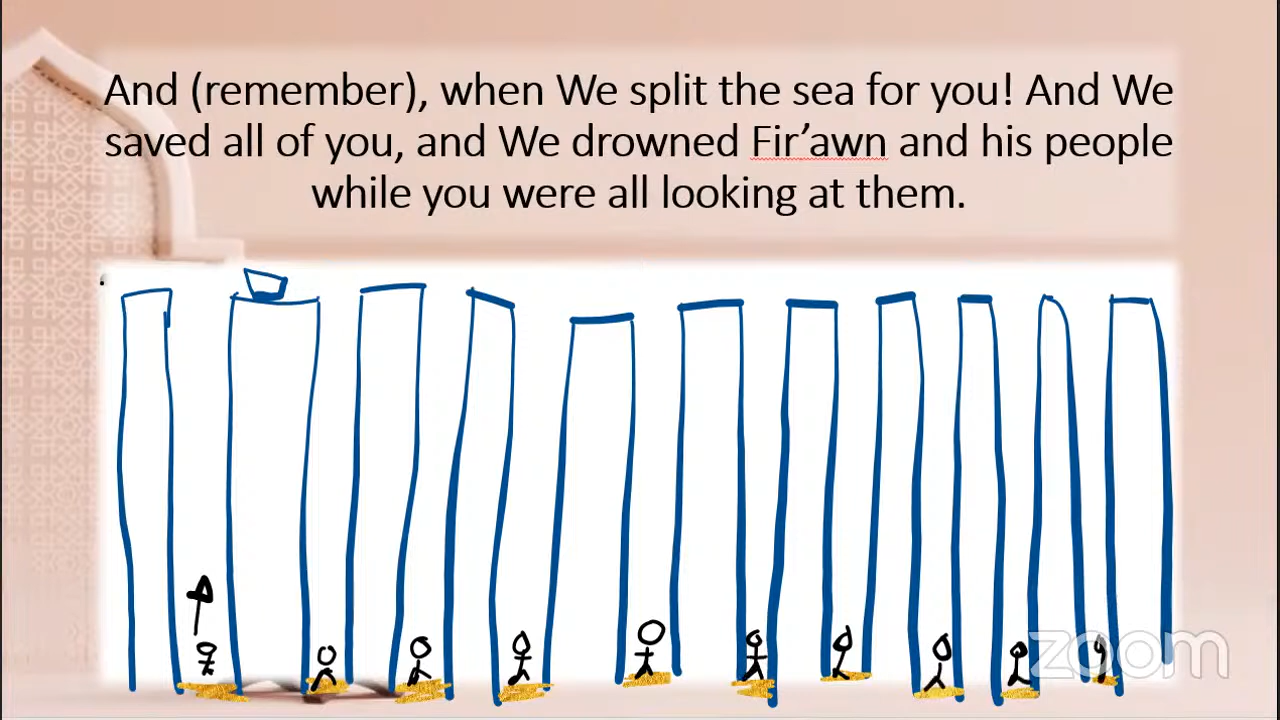 And (remember), when We split the sea for you! And We
saved all of you, and We drowned Fir’awn and his people
while you were all looking at them.
zoom